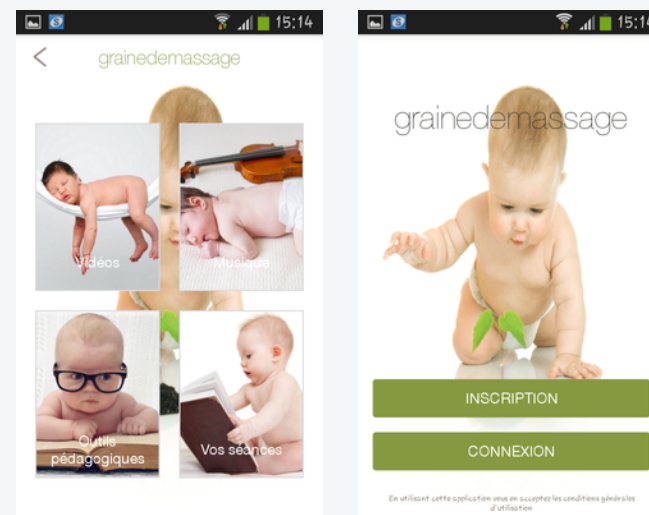 15:14
grainedemassage
Vidéos
Musique
Outils
pédagogiques
Vos séances
15:14
grainedemassage
INSCRIPTION
CONNEXION
En utilisant cette application vous en acceptez les conditions générales
d'utilisation